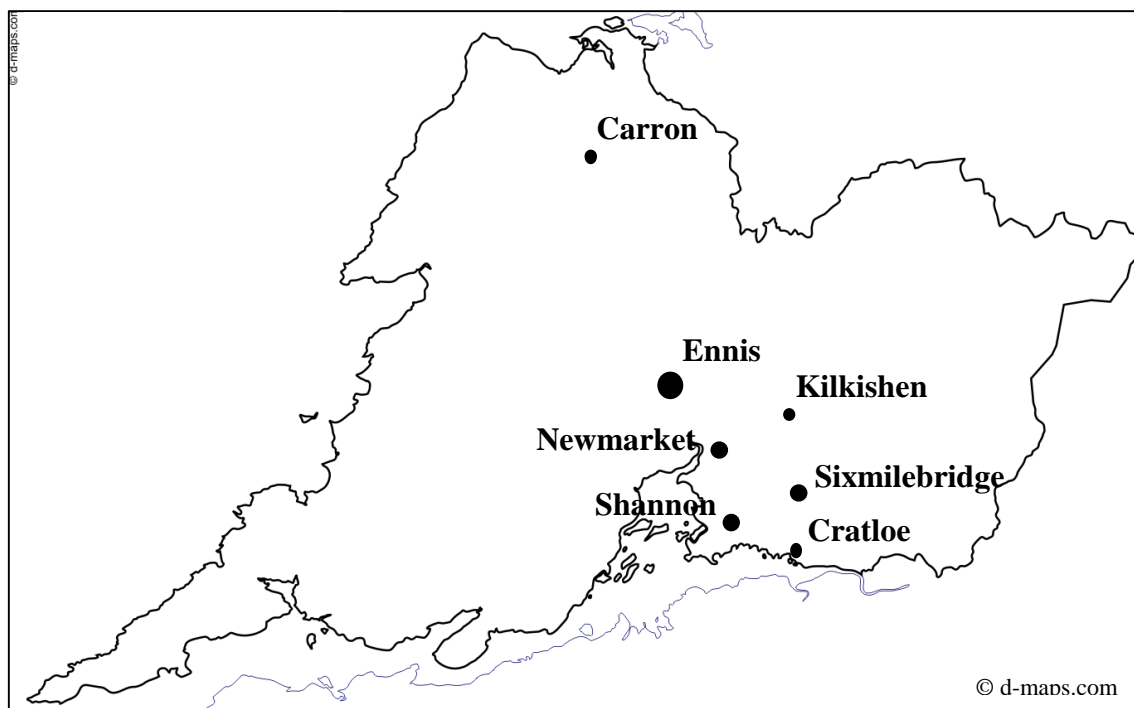 © d-maps.com
Carron
Ennis
Kilkishen
Newmarket
Sixmilebridge
Shannon
Cratloe
© d-maps.com